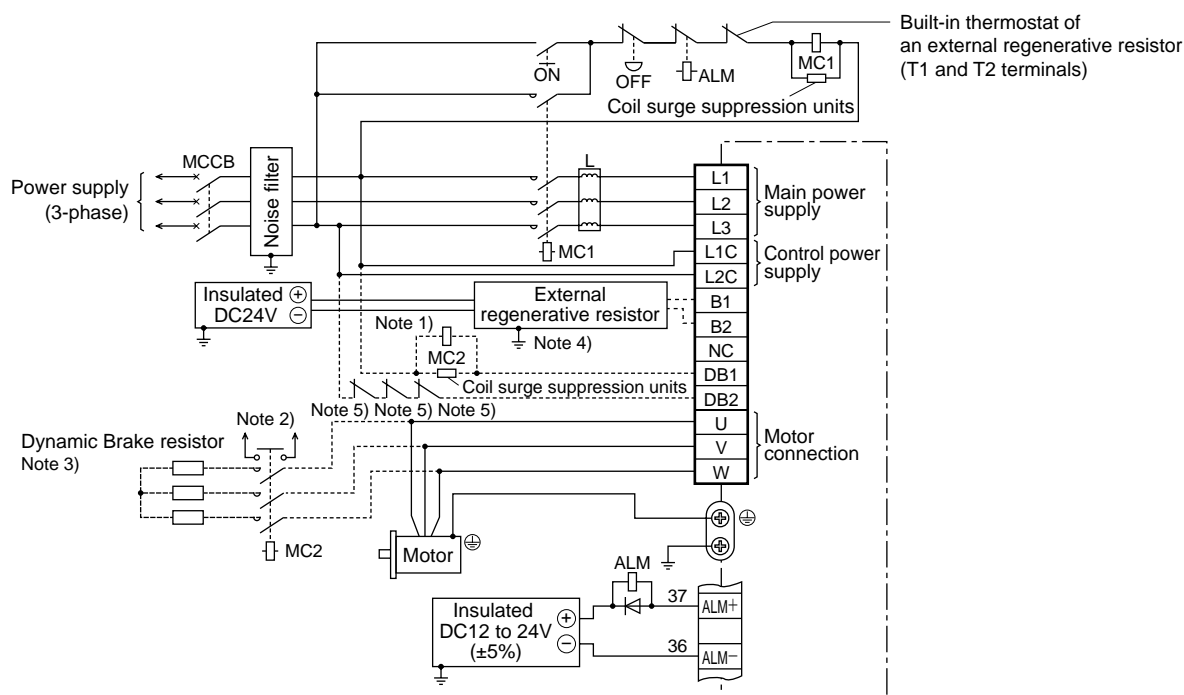 Built-in thermostat of
an external regenerative resistor
(T1 and T2 terminals)
ON
OFF
ALM
MC1
Coil surge suppression units
MCCB
Noise filter
L
Power supply
(3-phase)
MC1
L1
L2
L3
L1C
L2C
B1
B2
NC
DB1
DB2
U
V
W
Main power
supply
Control power
supply
Motor
connection
Insulated
DC24V
+
−
External
regenerative resistor
Note 4)
Note 1)
MC2
Coil surge suppression units
Note 5) Note 5) Note 5)
Note 2)
Dynamic Brake resistor
Note 3)
MC2
Motor
ALM
Insulated
DC12 to 24V
(±5%)
+
−
37
ALM+
36
ALM−